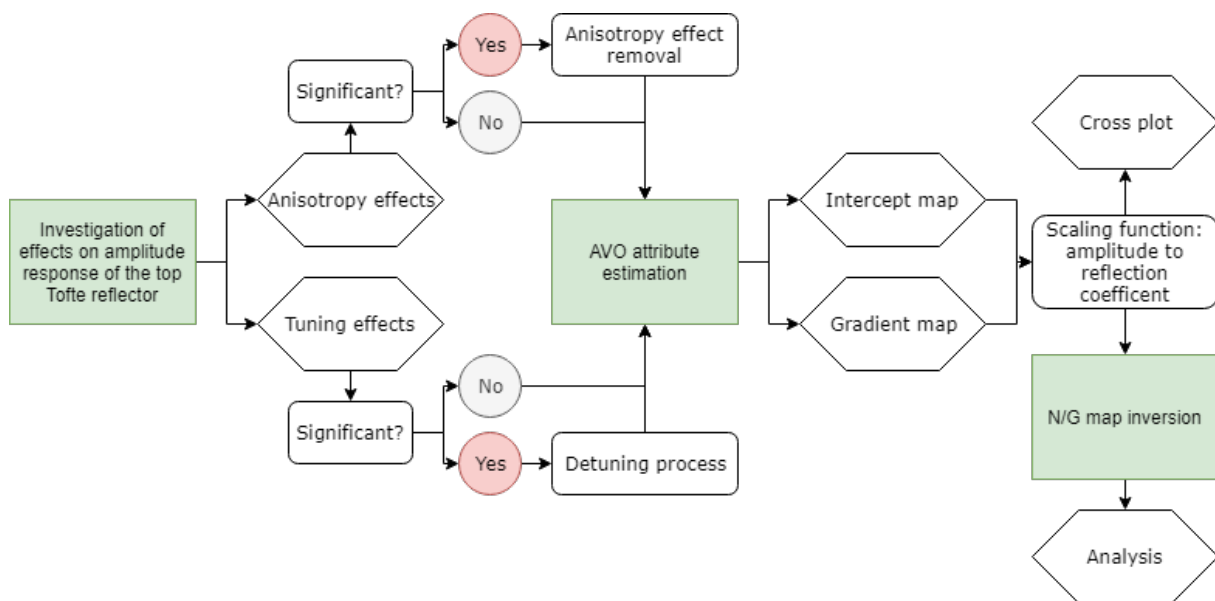 Investigation of
effects on amplitude
response of the top
Tofte reflector
Anisotropy effects
Significant?
Yes
Anisotropy effect
removal
No
Tuning effects
Significant?
No
Yes
Detuning process
AVO attribute
estimation
Intercept map
Gradient map
Scaling function:
amplitude to
reflection
coefficent
Cross plot
N/G map inversion
Analysis